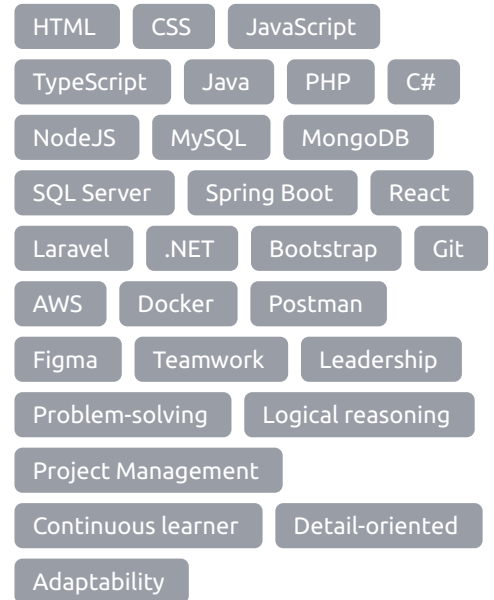 HTML CSS JavaScript
TypeScript Java PHP C#
NodeJS MySQL MongoDB
SQL Server Spring Boot React
Laravel .NET Bootstrap Git
AWS Docker Postman
Figma Teamwork Leadership
Problem-solving Logical reasoning
Project Management
Continuous learner Detail-oriented
Adaptability